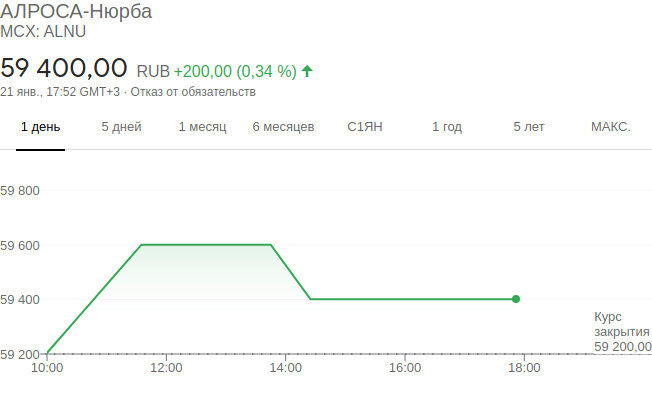 АЛРОСА-Нюрба
MCX: ALNU
59 400,00 RUB +200,00 (0,34 %)
21 янв., 17:52 GMT+3 · Отказ от обязательств
1 день 5 дней 1 месяц 6 месяцев С1ЯН 1 год 5 лет МАКС.
59 800
59 600
59 400
Курс
закрытия
59 200,00
59 200
10:00 12:00 14:00 16:00 18:00